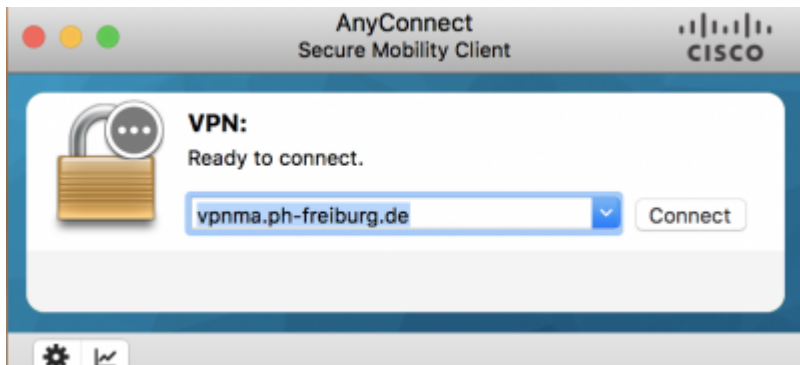 AnyConnect
Secure Mobility Client
CISCO
VPN:
Ready to connect.
vpnma.ph-freiburg.de
Connect